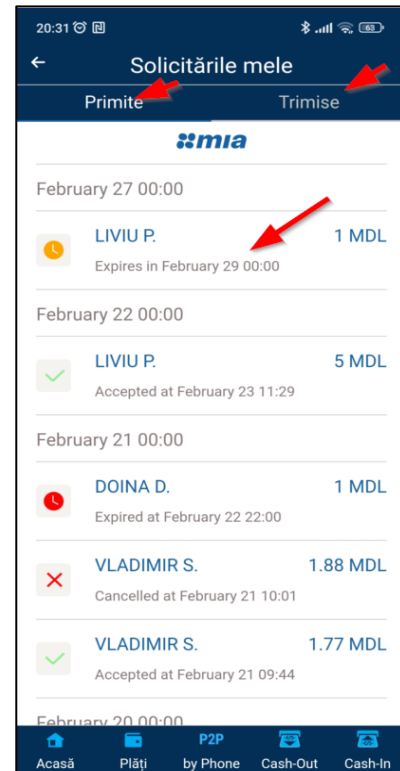 20:31 63
Solicitările mele
Primite Trimise
mia
February 27 00:00
LIVIU P. 1 MDL
Expires in February 29 00:00
February 22 00:00
LIVIU P. 5 MDL
Accepted at February 23 11:29
February 21 00:00
DOINA D. 1 MDL
Expired at February 22 22:00
VLADIMIR S. 1.88 MDL
Cancelled at February 21 10:01
VLADIMIR S. 1.77 MDL
Accepted at February 21 09:44
February 20 00:00
P2P
Acasă Plăți by Phone Cash-Out Cash-In